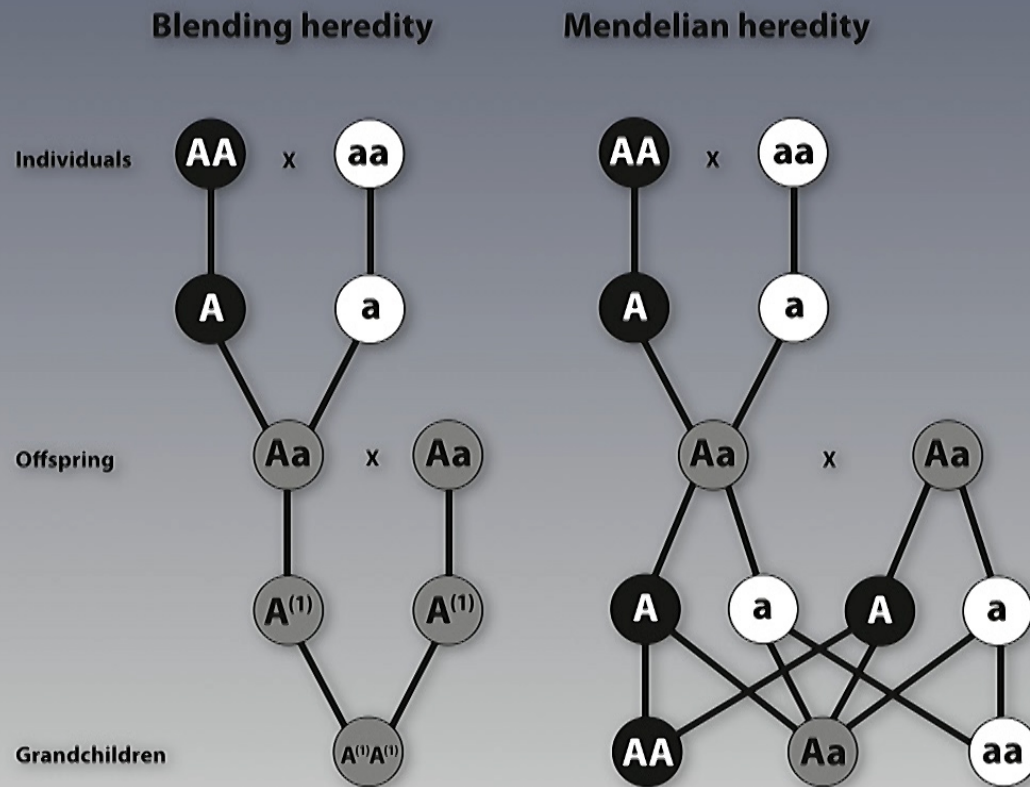 Blending heredity Mendelian heredity
Individuals AA x aa AA x aa
A a A a
Offspring Aa x Aa Aa x Aa
A⁽¹⁾ A⁽¹⁾ A a A a
Grandchildren A⁽¹⁾A⁽¹⁾ AA Aa aa